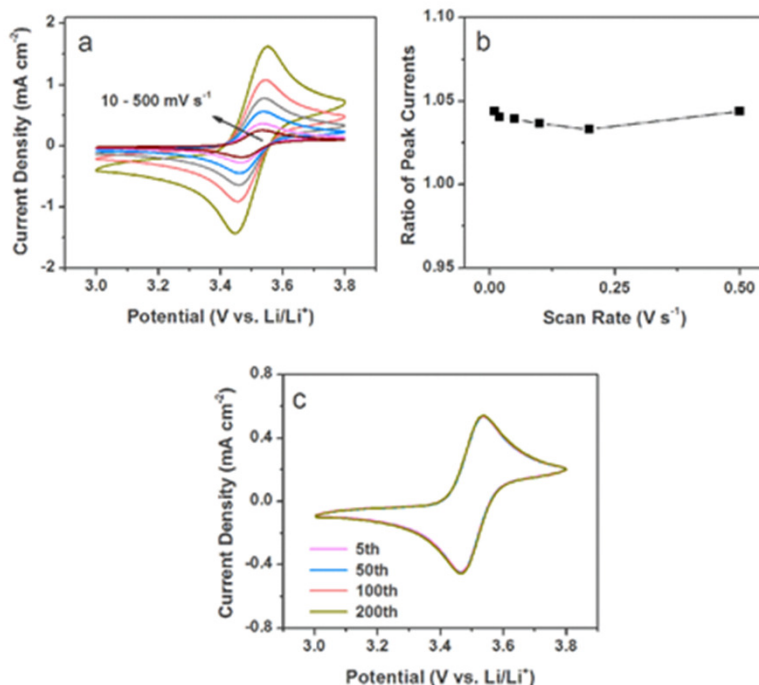 a
Current Density (mA cm-2)
2
1
0
-1
-2
10 - 500 mV s-1
3.0 3.2 3.4 3.6 3.8
Potential (V vs. Li/Li+)
b
Ratio of Peak Currents
1.10
1.05
1.00
0.95
0.00 0.25 0.50
Scan Rate (V s-1)
c
Current Density (mA cm-2)
0.8
0.4
0.0
-0.4
-0.8
5th
50th
100th
200th
3.0 3.2 3.4 3.6 3.8
Potential (V vs. Li/Li+)